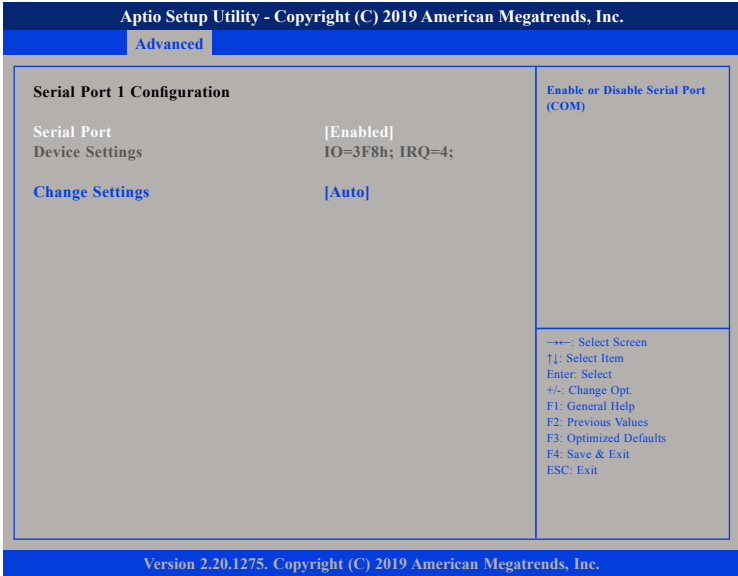 Aptio Setup Utility - Copyright (C) 2019 American Megatrends, Inc.
Advanced
Serial Port 1 Configuration
Serial Port [Enabled]
Device Settings IO=3F8h; IRQ=4;
Change Settings [Auto]
Enable or Disable Serial Port
(COM)
→←: Select Screen
↑↓: Select Item
Enter: Select
+/-: Change Opt.
F1: General Help
F2: Previous Values
F3: Optimized Defaults
F4: Save & Exit
ESC: Exit
Version 2.20.1275. Copyright (C) 2019 American Megatrends, Inc.